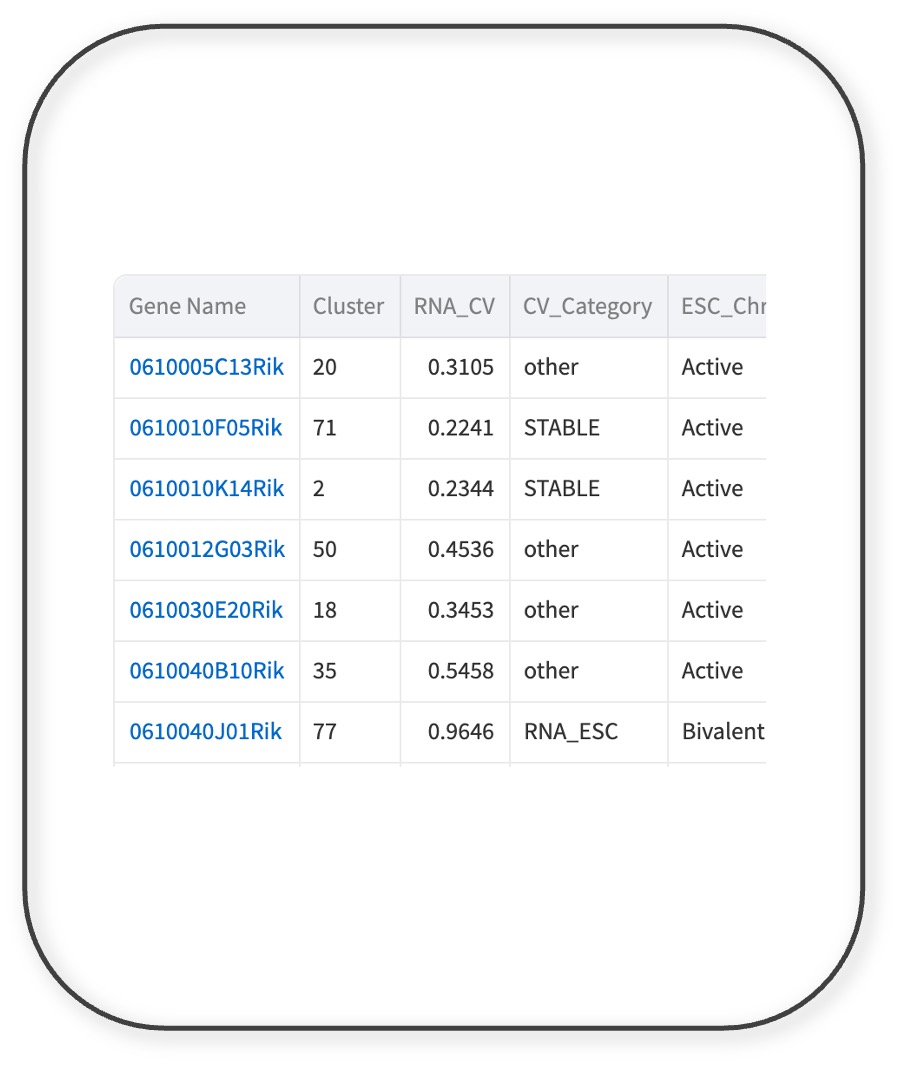 Gene Name Cluster RNA_CV CV_Category ESC_Chr
0610005C13Rik 20 0.3105 other Active
0610010F05Rik 71 0.2241 STABLE Active
0610010K14Rik 2 0.2344 STABLE Active
0610012G03Rik 50 0.4536 other Active
0610030E20Rik 18 0.3453 other Active
0610040B10Rik 35 0.5458 other Active
0610040J01Rik 77 0.9646 RNA_ESC Bivalent